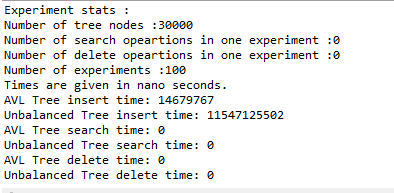 Experiment stats :
Number of tree nodes :30000
Number of search opeartions in one experiment :0
Number of delete opeartions in one experiment :0
Number of experiments :100
Times are given in nano seconds.
AVL Tree insert time: 14679767
Unbalanced Tree insert time: 11547125502
AVL Tree search time: 0
Unbalanced Tree search time: 0
AVL Tree delete time: 0
Unbalanced Tree delete time: 0